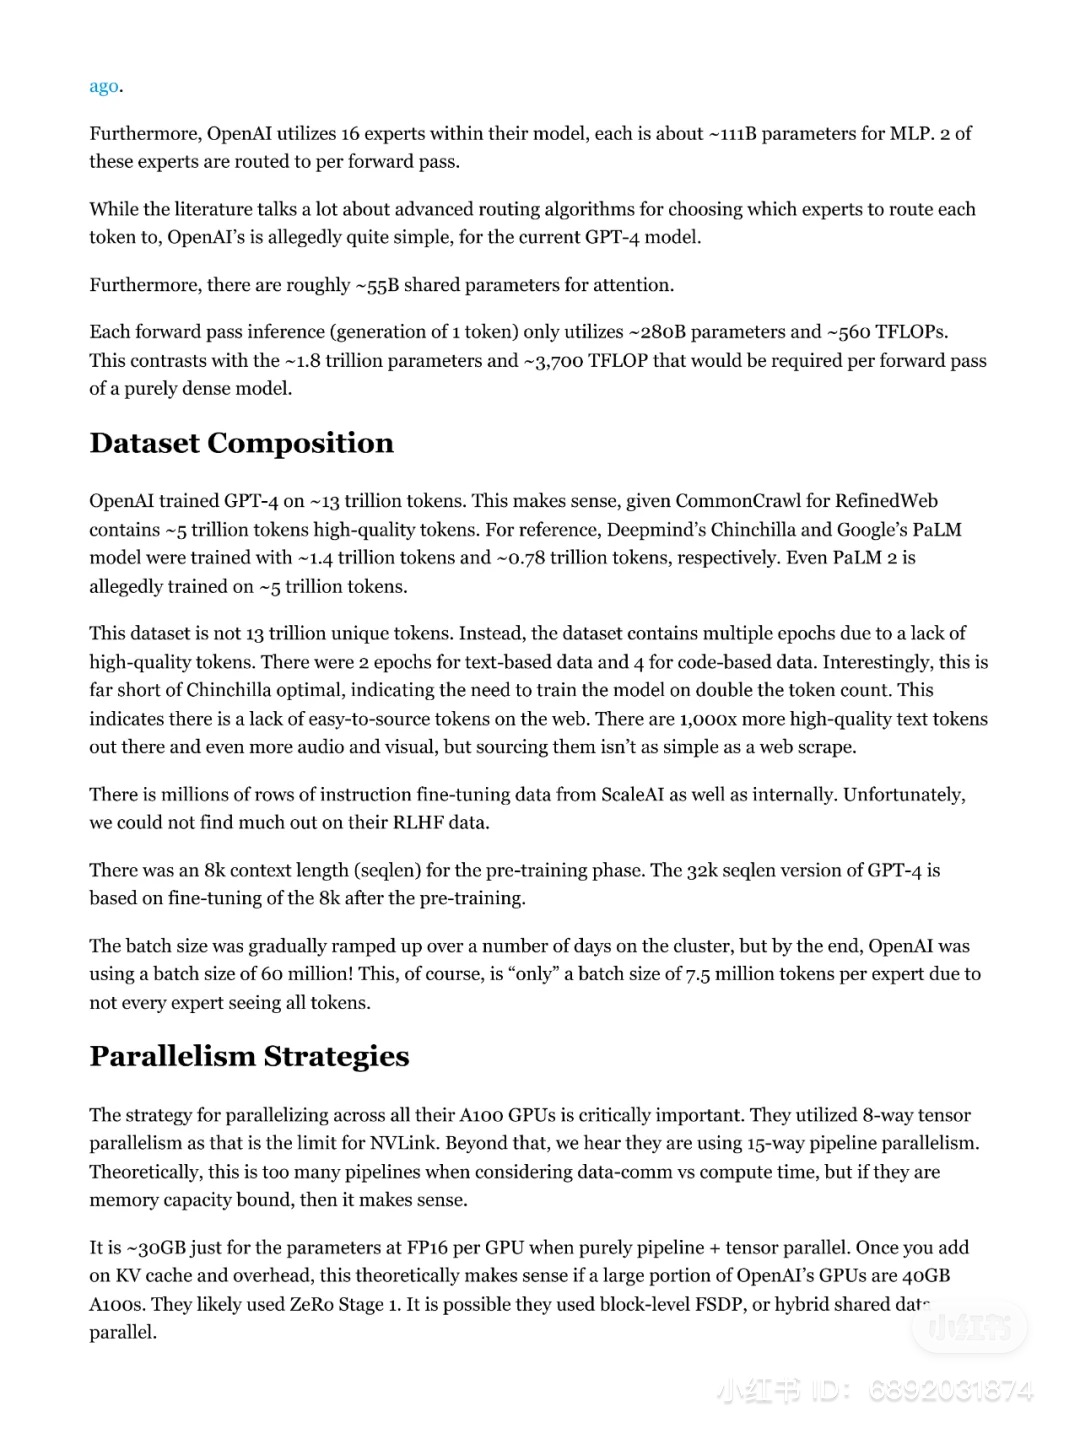 ago.
Furthermore, OpenAI utilizes 16 experts within their model, each is about ~111B parameters for MLP. 2 of
these experts are routed to per forward pass.
While the literature talks a lot about advanced routing algorithms for choosing which experts to route each
token to, OpenAI’s is allegedly quite simple, for the current GPT-4 model.
Furthermore, there are roughly ~55B shared parameters for attention.
Each forward pass inference (generation of 1 token) only utilizes ~280B parameters and ~560 TFLOPs.
This contrasts with the ~1.8 trillion parameters and ~3,700 TFLOP that would be required per forward pass
of a purely dense model.
Dataset Composition
OpenAI trained GPT-4 on ~13 trillion tokens. This makes sense, given CommonCrawl for RefinedWeb
contains ~5 trillion tokens high-quality tokens. For reference, Deepmind’s Chinchilla and Google’s PaLM
model were trained with ~1.4 trillion tokens and ~0.78 trillion tokens, respectively. Even PaLM 2 is
allegedly trained on ~5 trillion tokens.
This dataset is not 13 trillion unique tokens. Instead, the dataset contains multiple epochs due to a lack of
high-quality tokens. There were 2 epochs for text-based data and 4 for code-based data. Interestingly, this is
far short of Chinchilla optimal, indicating the need to train the model on double the token count. This
indicates there is a lack of easy-to-source tokens on the web. There are 1,000x more high-quality text tokens
out there and even more audio and visual, but sourcing them isn’t as simple as a web scrape.
There is millions of rows of instruction fine-tuning data from ScaleAI as well as internally. Unfortunately,
we could not find much out on their RLHF data.
There was an 8k context length (seqlen) for the pre-training phase. The 32k seqlen version of GPT-4 is
based on fine-tuning of the 8k after the pre-training.
The batch size was gradually ramped up over a number of days on the cluster, but by the end, OpenAI was
using a batch size of 60 million! This, of course, is “only” a batch size of 7.5 million tokens per expert due to
not every expert seeing all tokens.
Parallelism Strategies
The strategy for parallelizing across all their A100 GPUs is critically important. They utilized 8-way tensor
parallelism as that is the limit for NVLink. Beyond that, we hear they are using 15-way pipeline parallelism.
Theoretically, this is too many pipelines when considering data-comm vs compute time, but if they are
memory capacity bound, then it makes sense.
It is ~30GB just for the parameters at FP16 per GPU when purely pipeline + tensor parallel. Once you add
on KV cache and overhead, this theoretically makes sense if a large portion of OpenAI’s GPUs are 40GB
A100s. They likely used ZeRo Stage 1. It is possible they used block-level FSDP, or hybrid shared data
parallel.
小红书
小红书 ID: 6892031874